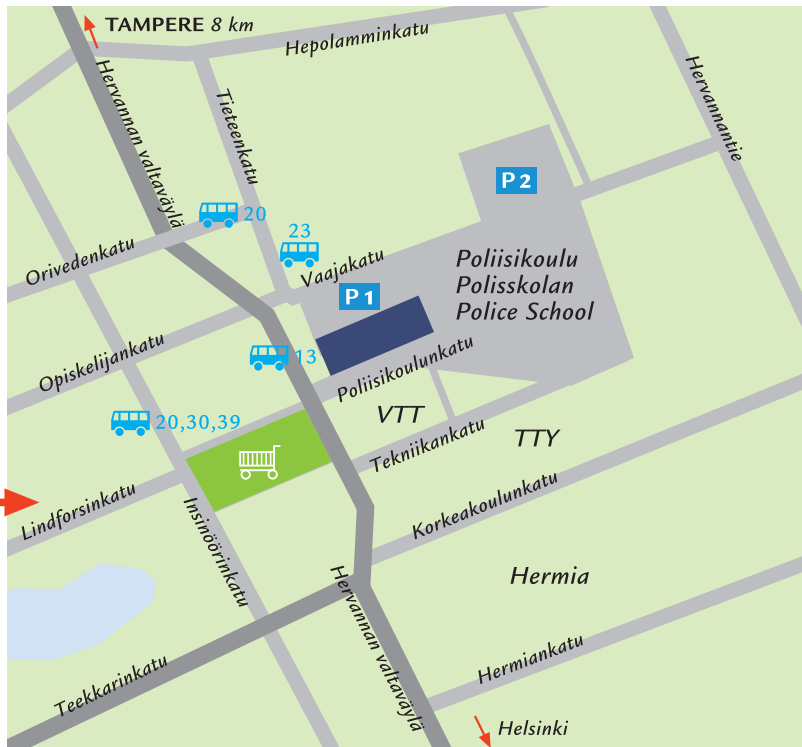 TAMPERE 8 km
Hepolamminkatu
Hervannan valtaväylä
Tieteenkatu
Hervannantie
P 2
20
23
Orivedenkatu
Vaajakatu
Poliisikoulu
Polisskolan
Police School
P 1
Opiskelijankatu
13
Poliisikoulunkatu
20,30,39
VTT
TTY
Tekniikankatu
Lindforsinkatu
Insinöörinkatu
Korkeakoulunkatu
Hermia
Hervannan valtaväylä
Teekkarinkatu
Hermiankatu
Helsinki